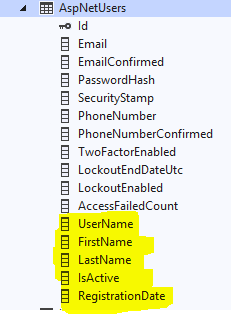 AspNetUsers
Id
Email
EmailConfirmed
PasswordHash
SecurityStamp
PhoneNumber
PhoneNumberConfirmed
TwoFactorEnabled
LockoutEndDateUtc
LockoutEnabled
AccessFailedCount
UserName
FirstName
LastName
IsActive
RegistrationDate